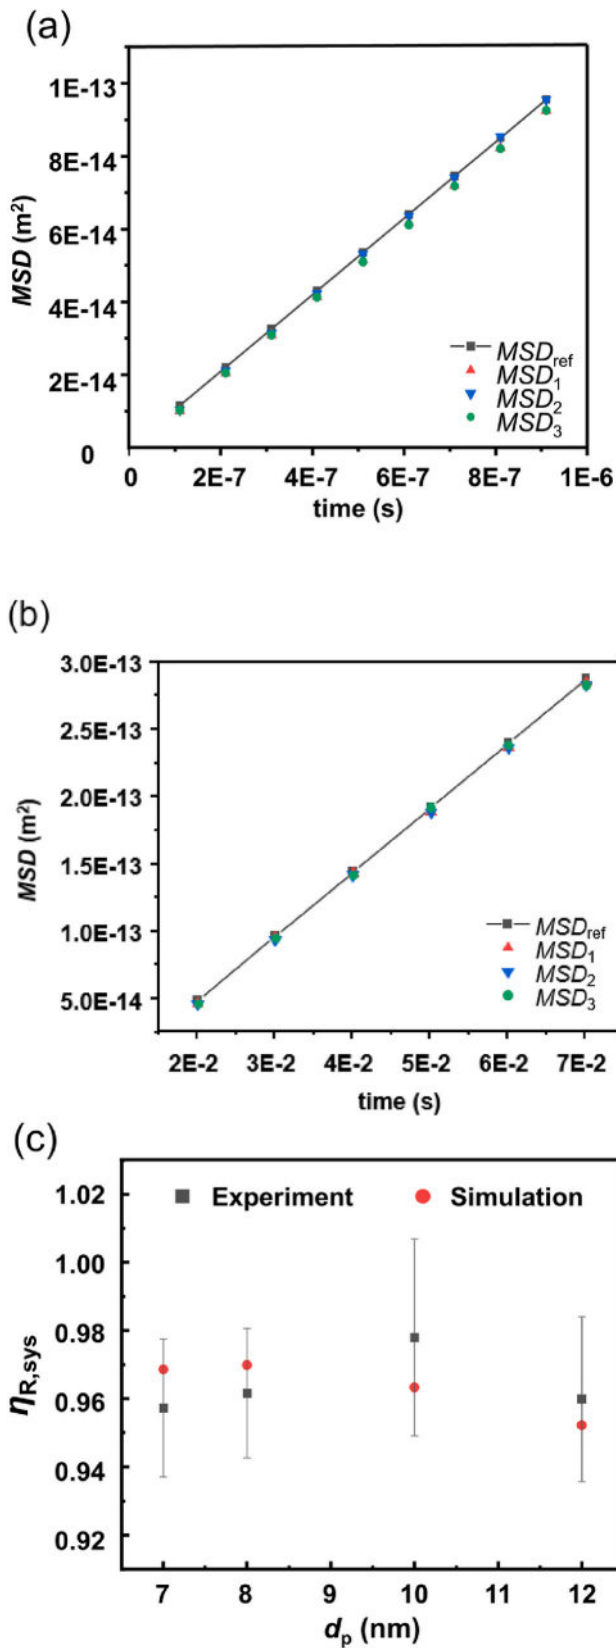 (a)
1E-13
8E-14
6E-14
4E-14
2E-14
0
MSD (m²)
MSDref
MSD1
MSD2
MSD3
0 2E-7 4E-7 6E-7 8E-7 1E-6
time (s)
(b)
3.0E-13
2.5E-13
2.0E-13
1.5E-13
1.0E-13
5.0E-14
MSD (m²)
MSDref
MSD1
MSD2
MSD3
2E-2 3E-2 4E-2 5E-2 6E-2 7E-2
time (s)
(c)
Experiment Simulation
1.02
1.00
0.98
0.96
0.94
0.92
ηR,sys
7 8 9 10 11 12
dp (nm)